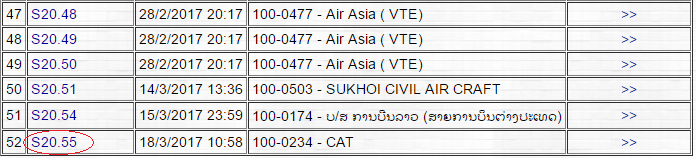 47 S20.48 28/2/2017 20:17 100-0477 - Air Asia ( VTE) >>
48 S20.49 28/2/2017 20:17 100-0477 - Air Asia ( VTE) >>
49 S20.50 28/2/2017 20:17 100-0477 - Air Asia ( VTE) >>
50 S20.51 14/3/2017 13:36 100-0503 - SUKHOI CIVIL AIR CRAFT >>
51 S20.54 15/3/2017 23:59 100-0174 - ບ/ສ ການບິນລາວ (ສາຍການບິນຕ່າງປະເທດ) >>
52 S20.55 18/3/2017 10:58 100-0234 - CAT >>